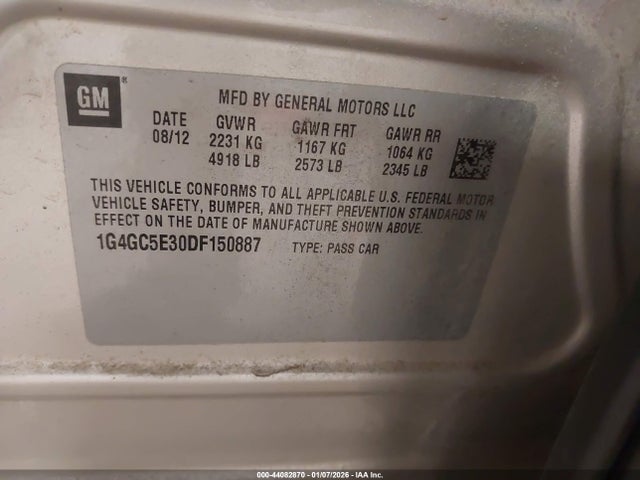 GM ®
MFD BY GENERAL MOTORS LLC
DATE GVWR GAWR FRT GAWR RR
08/12 2231 KG 1167 KG 1064 KG
4918 LB 2573 LB 2345 LB
THIS VEHICLE CONFORMS TO ALL APPLICABLE U.S. FEDERAL MOTOR
VEHICLE SAFETY, BUMPER, AND THEFT PREVENTION STANDARDS IN
EFFECT ON THE DATE OF MANUFACTURE SHOWN ABOVE.
1G4GC5E30DF150887 TYPE: PASS CAR
000-44082870 | 01/07/2026 - IAA Inc.